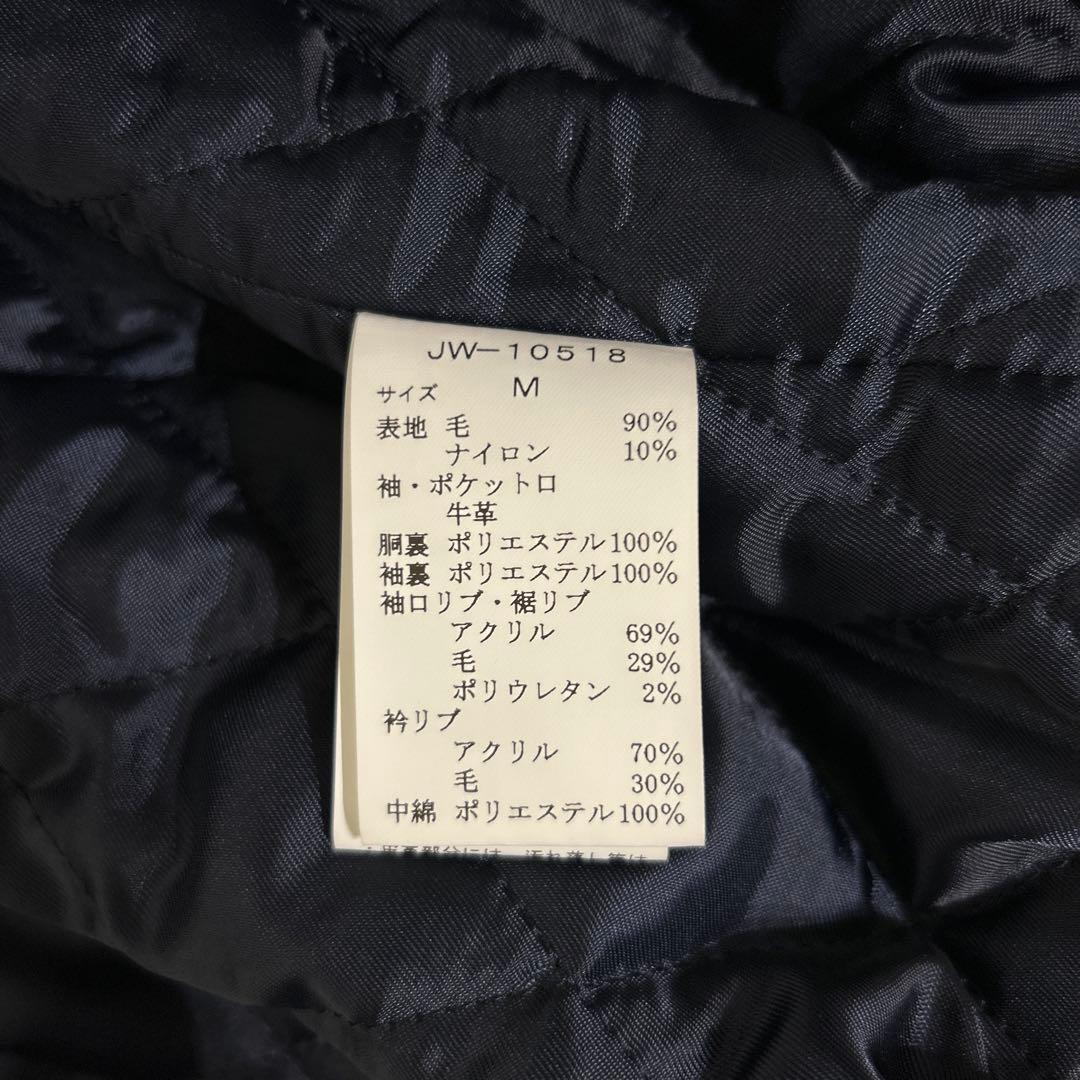 JW-10518
サイズ M
表地 毛 90%
ナイロン 10%
袖・ポケット口
牛革
胴裏 ポリエステル100%
袖裏 ポリエステル100%
袖口リブ・裾リブ
アクリル 69%
毛 29%
ポリウレタン 2%
衿リブ
アクリル 70%
毛 30%
中綿 ポリエステル100%